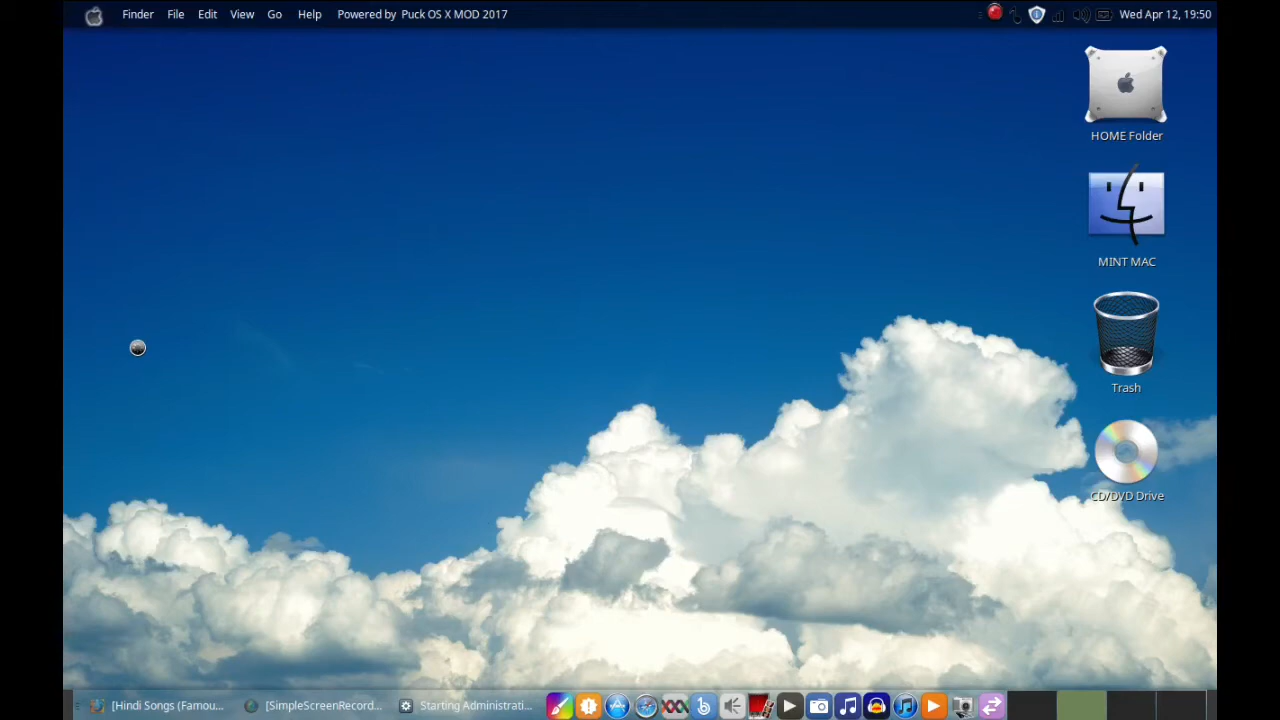 Finder File Edit View Go Help Powered by Puck OS X MOD 2017 Wed Apr 12, 19:50
HOME Folder
MINT MAC
Trash
CD/DVD Drive
[Hindi Songs (Famou... [SimpleScreenRecord... Starting Administrati...